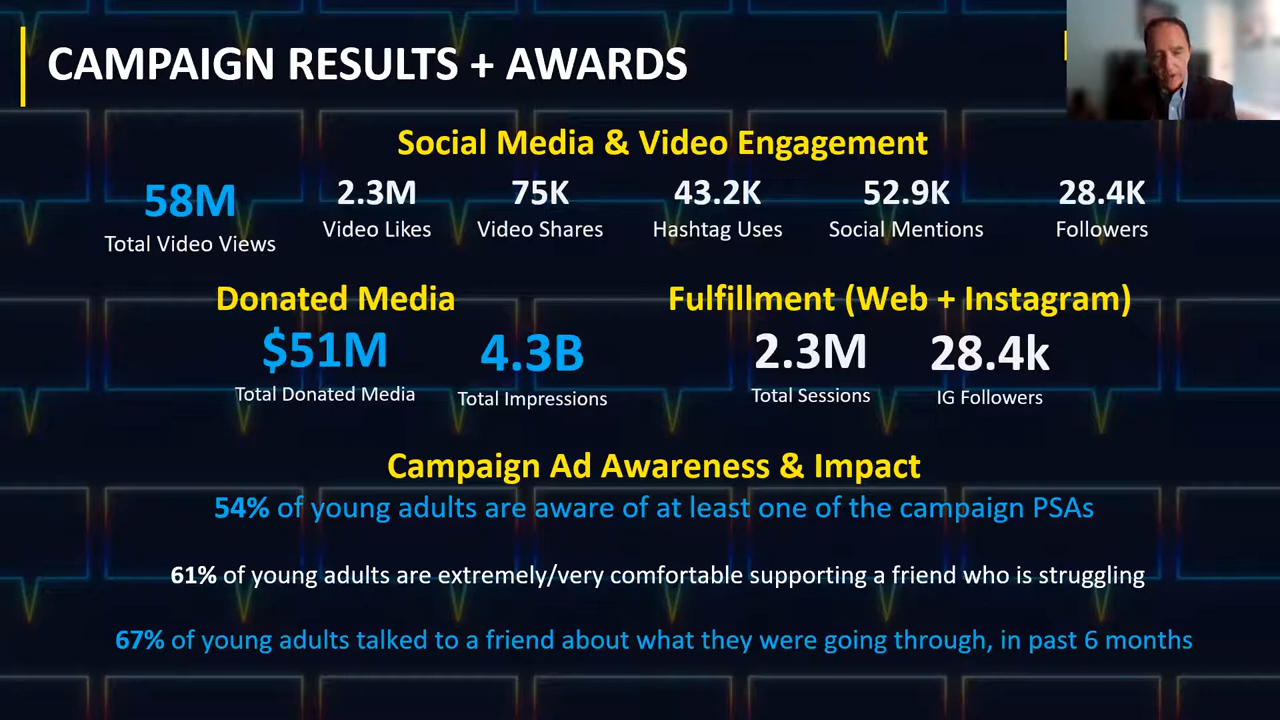 CAMPAIGN RESULTS + AWARDS
Social Media & Video Engagement
58M
Total Video Views
2.3M
Video Likes
75K
Video Shares
43.2K
Hashtag Uses
52.9K
Social Mentions
28.4K
Followers
Donated Media
$51M
Total Donated Media
4.3B
Total Impressions
Fulfillment (Web + Instagram)
2.3M
Total Sessions
28.4k
IG Followers
Campaign Ad Awareness & Impact
54% of young adults are aware of at least one of the campaign PSAs
61% of young adults are extremely/very comfortable supporting a friend who is struggling
67% of young adults talked to a friend about what they were going through, in past 6 months